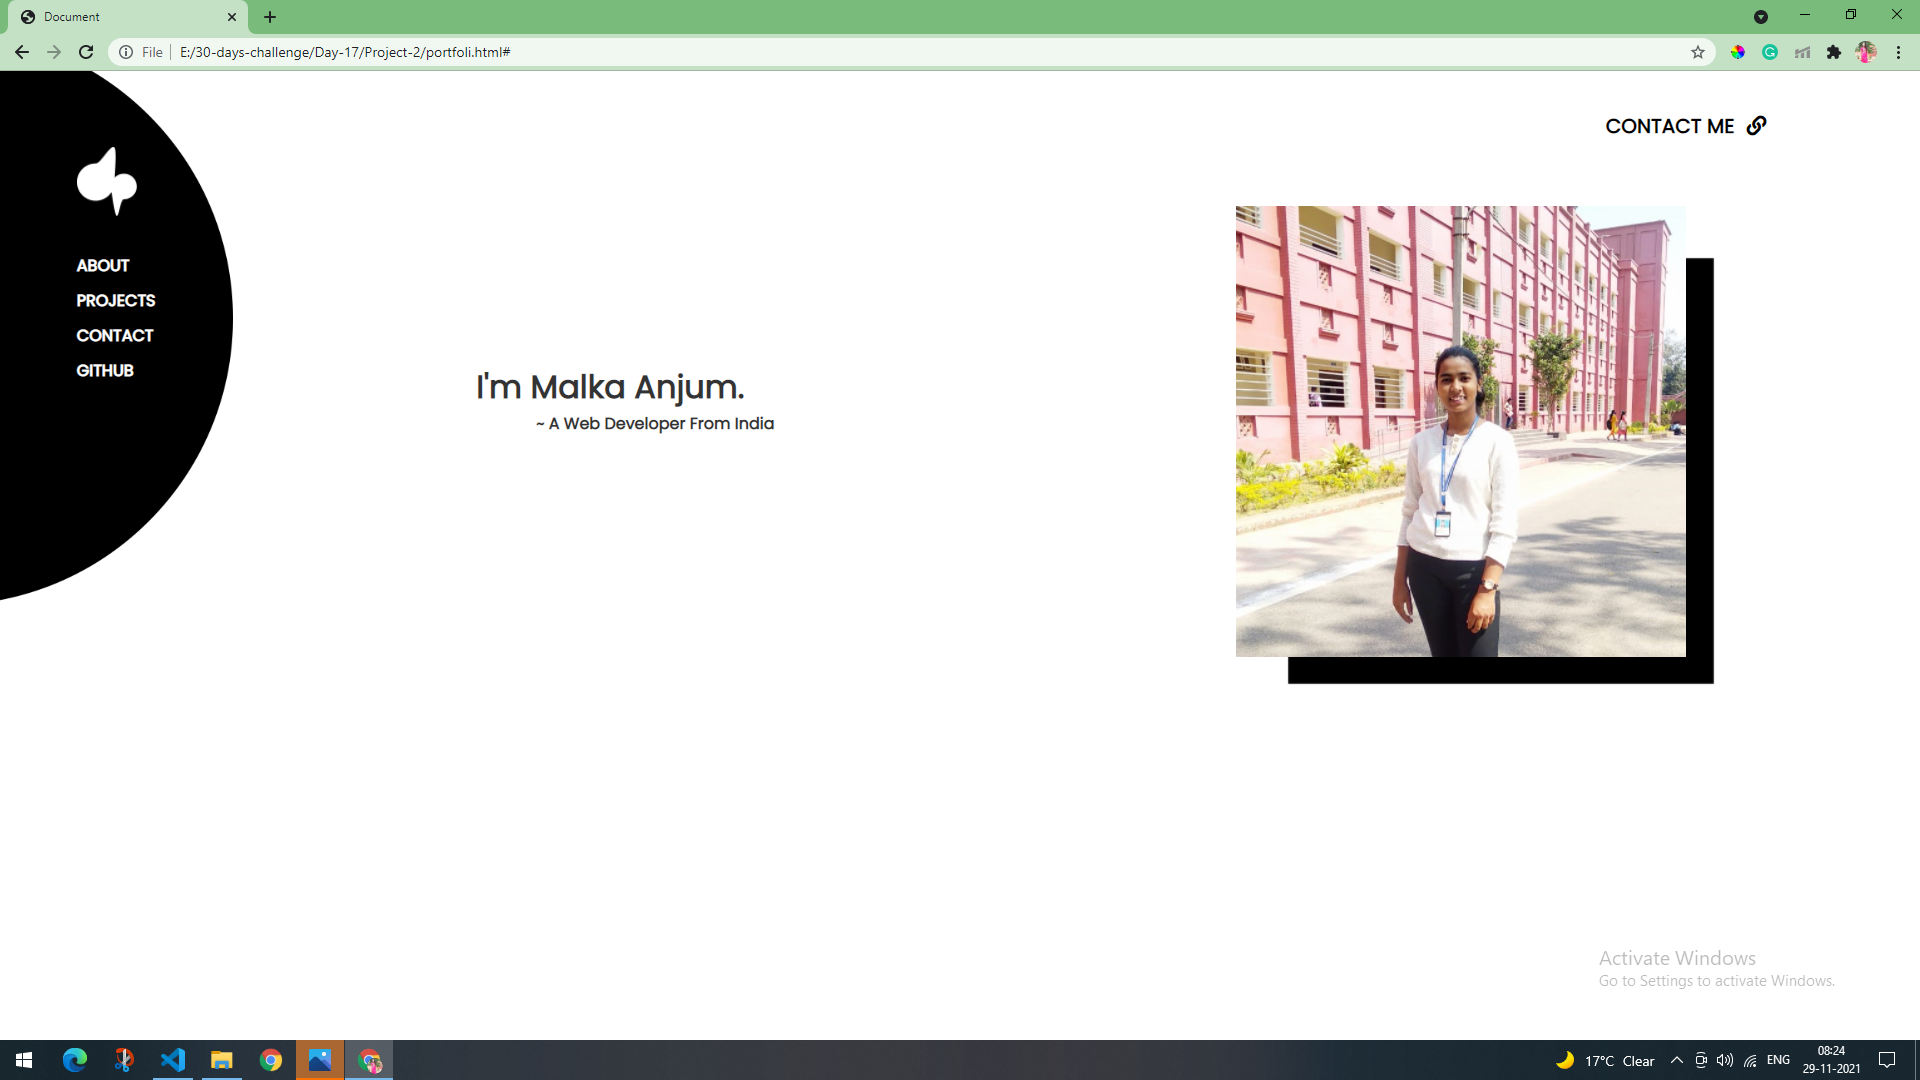 Document
File
E:/30-days-challenge/Day-17/Project-2/portfoli.html#
CONTACT ME
ABOUT
PROJECTS
CONTACT
GITHUB
I'm Malka Anjum.
~ A Web Developer From India
Activate Windows
Go to Settings to activate Windows.
17°C Clear
ENG
08:24
29-11-2021